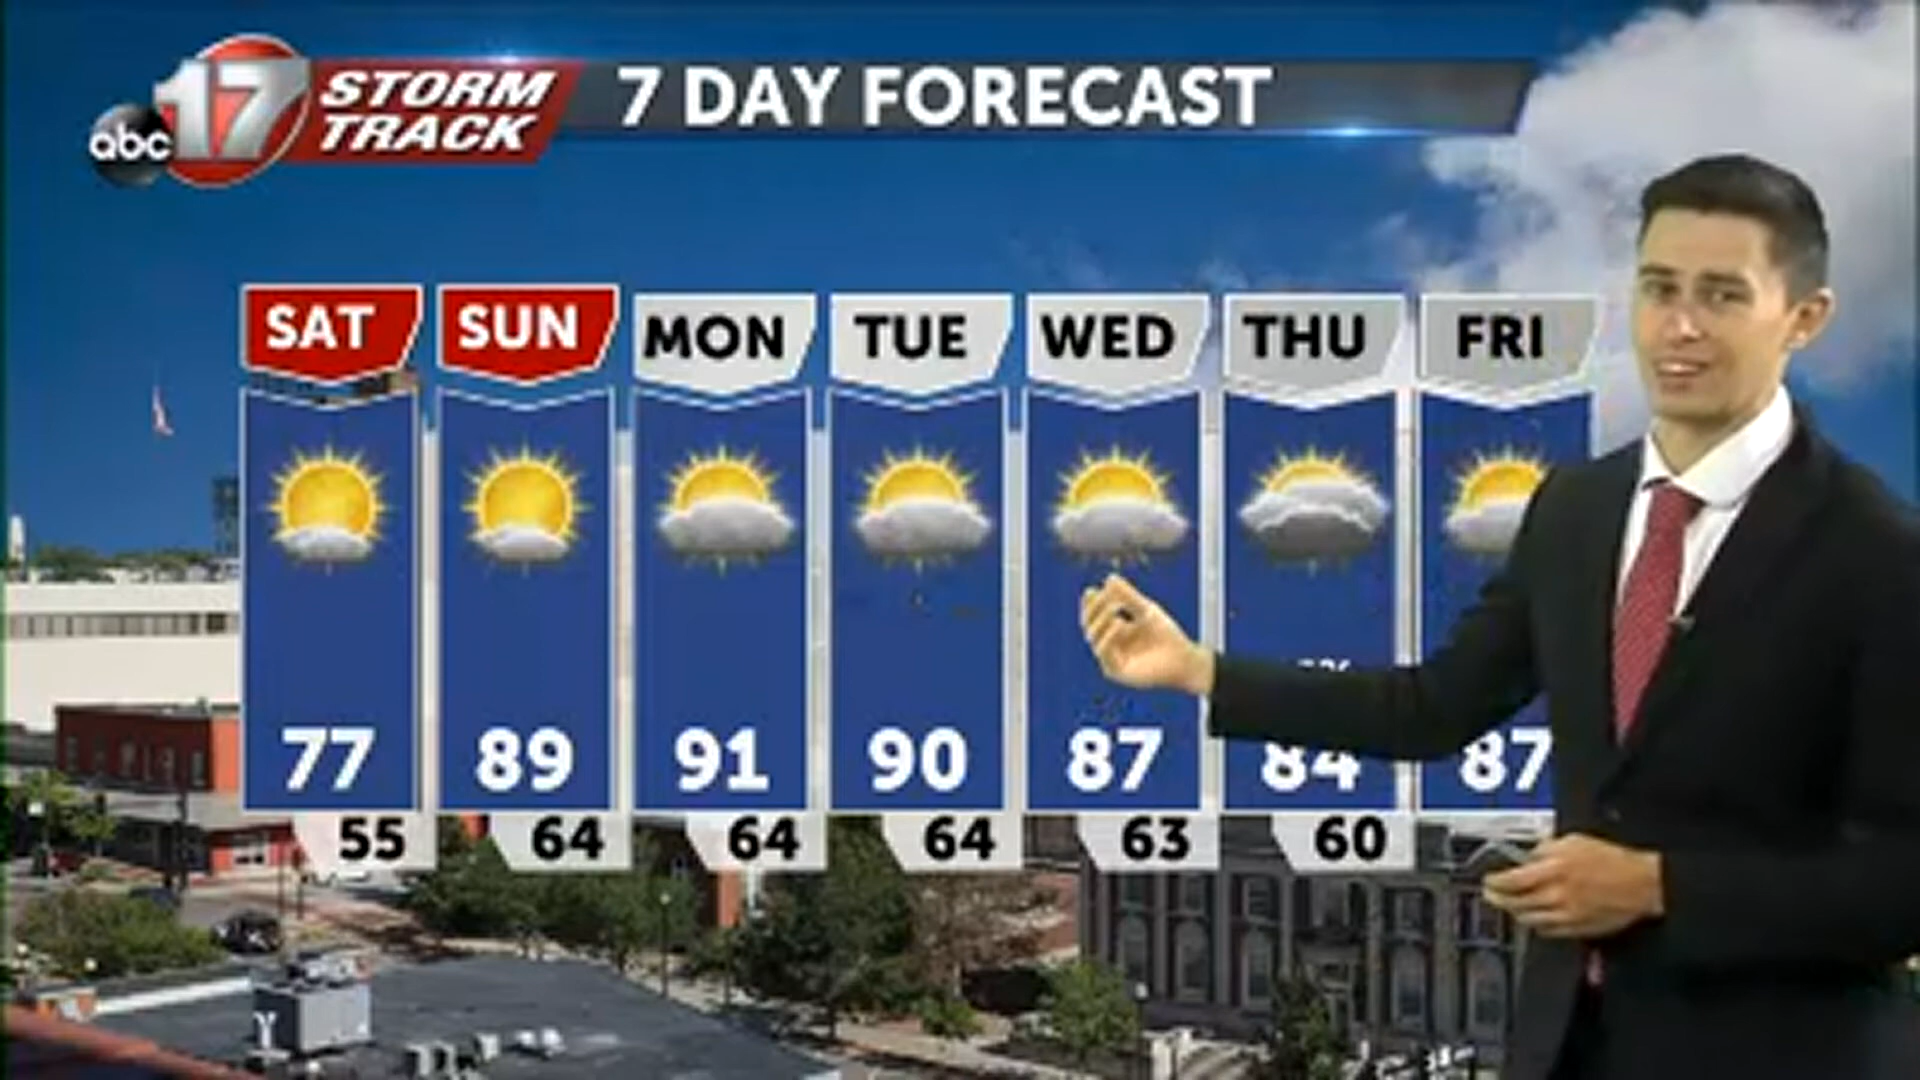 abc 17 STORM TRACK
7 DAY FORECAST
SAT SUN MON TUE WED THU FRI
77 89 91 90 87 84 87
55 64 64 64 63 60